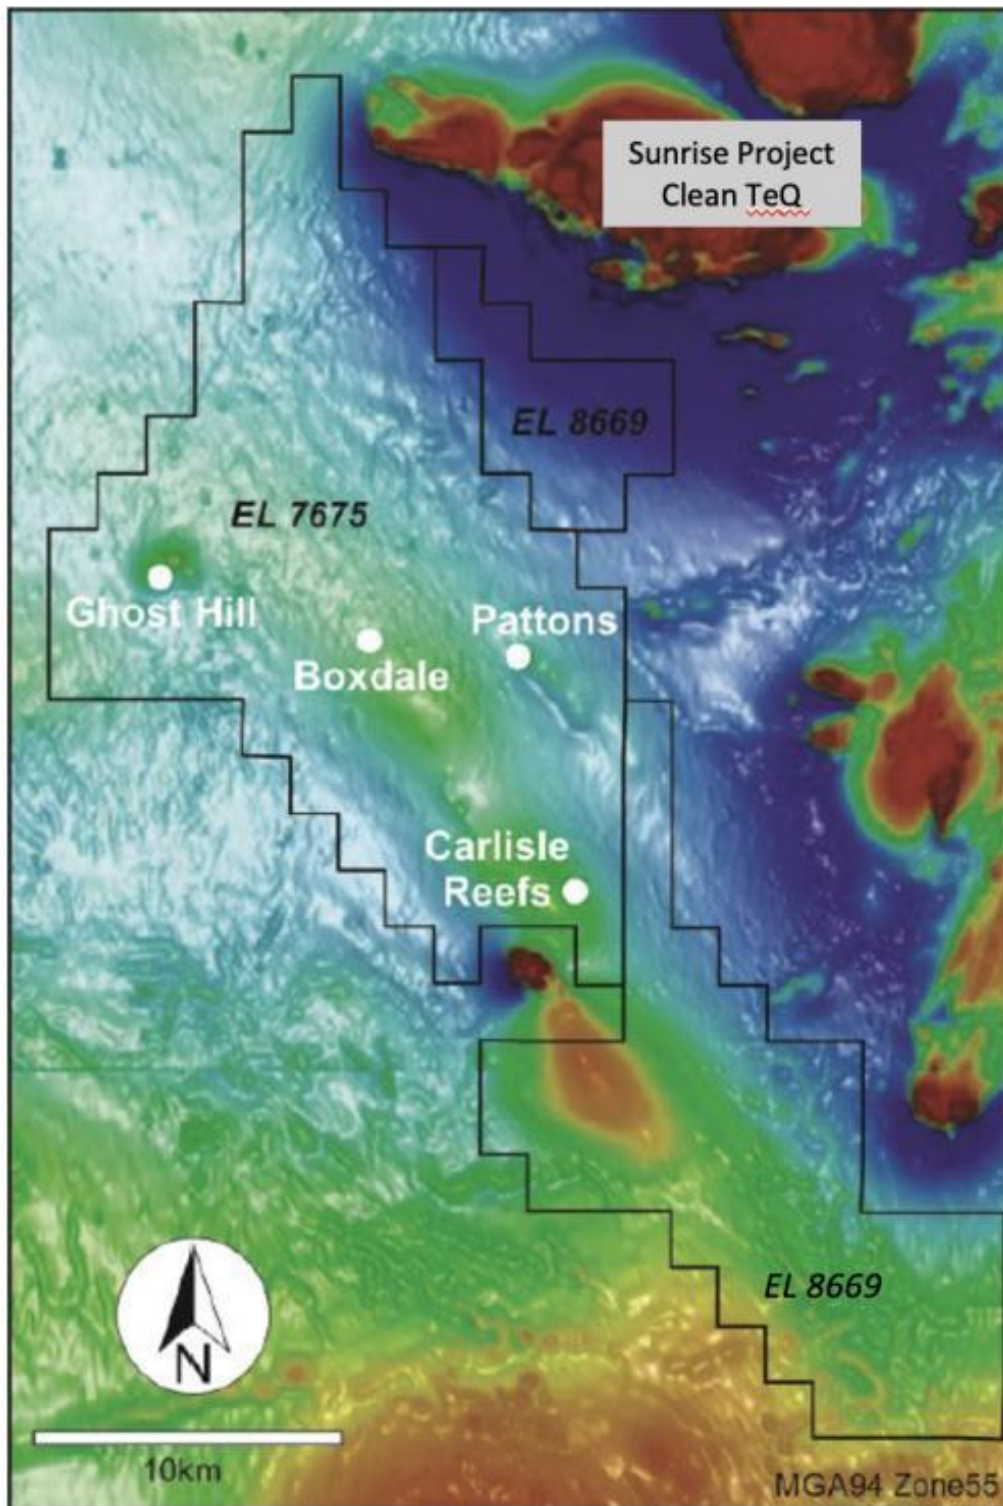 Sunrise Project
Clean TeQ
EL 8669
EL 7675
Ghost Hill
Pattons
Boxdale
Carlisle
Reefs
EL 8669
N
10km
MGA94 Zone55